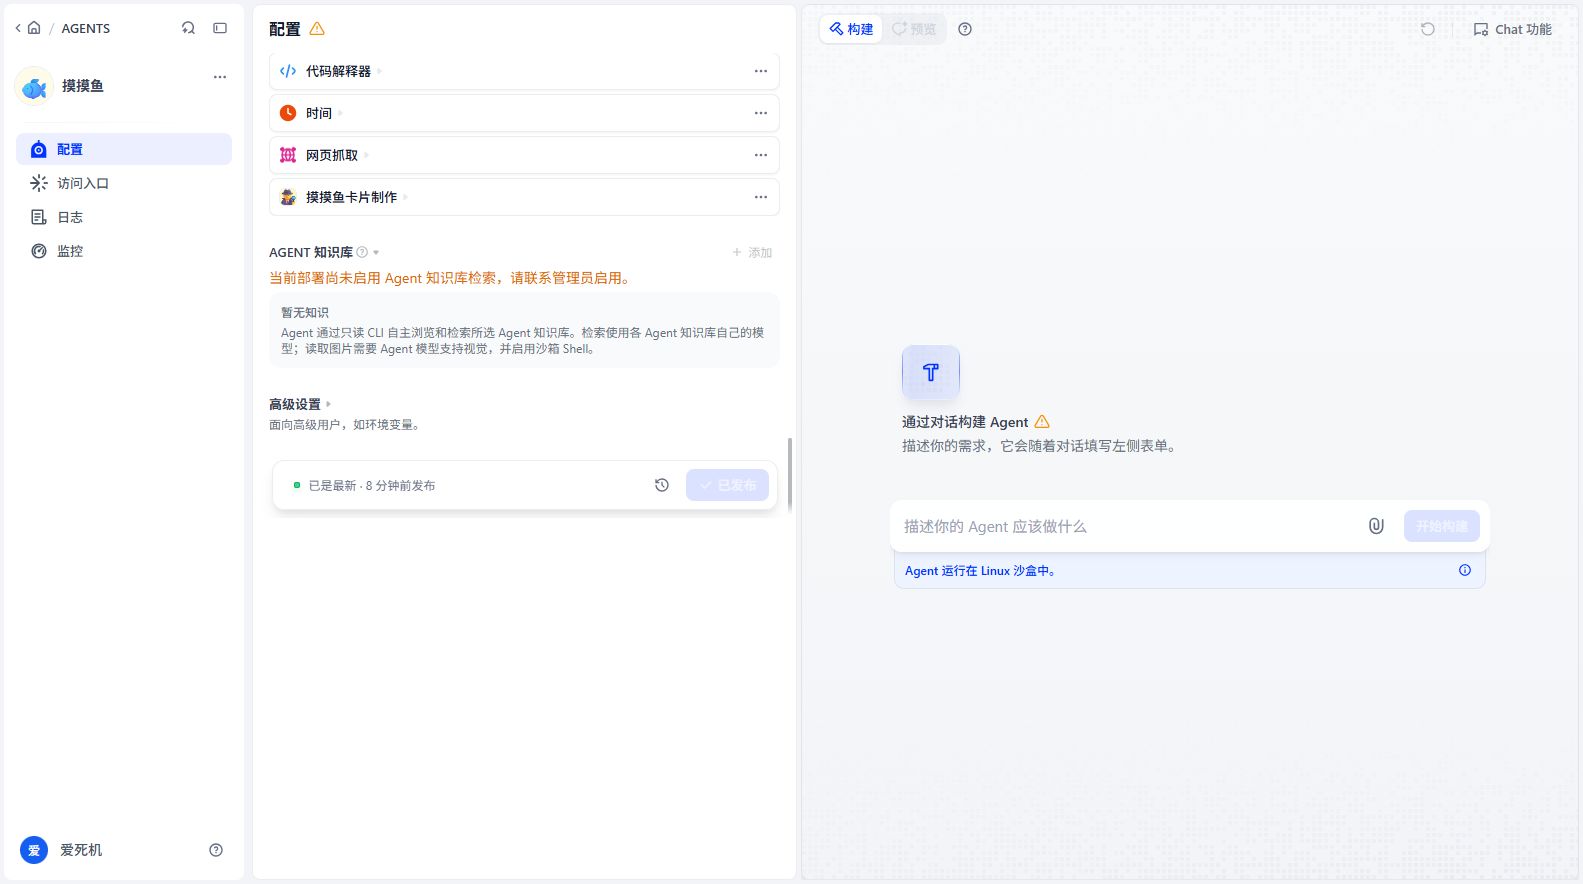 AGENTS
摸摸鱼
配置
访问入口
日志
监控
爱
爱死机
配置
代码解释器
时间
网页抓取
摸摸鱼卡片制作
AGENT 知识库
+ 添加
当前部署尚未启用 Agent 知识库检索，请联系管理员启用。
暂无知识
Agent 通过只读 CLI 自主浏览和检索所选 Agent 知识库。检索使用各 Agent 知识库自己的模
型；读取图片需要 Agent 模型支持视觉，并启用沙箱 Shell。
高级设置
面向高级用户，如环境变量。
已是最新 · 8 分钟前发布
已发布
构建
预览
Chat 功能
通过对话构建 Agent
描述你的需求，它会随着对话填写左侧表单。
描述你的 Agent 应该做什么
开始构建
Agent 运行在 Linux 沙盒中。